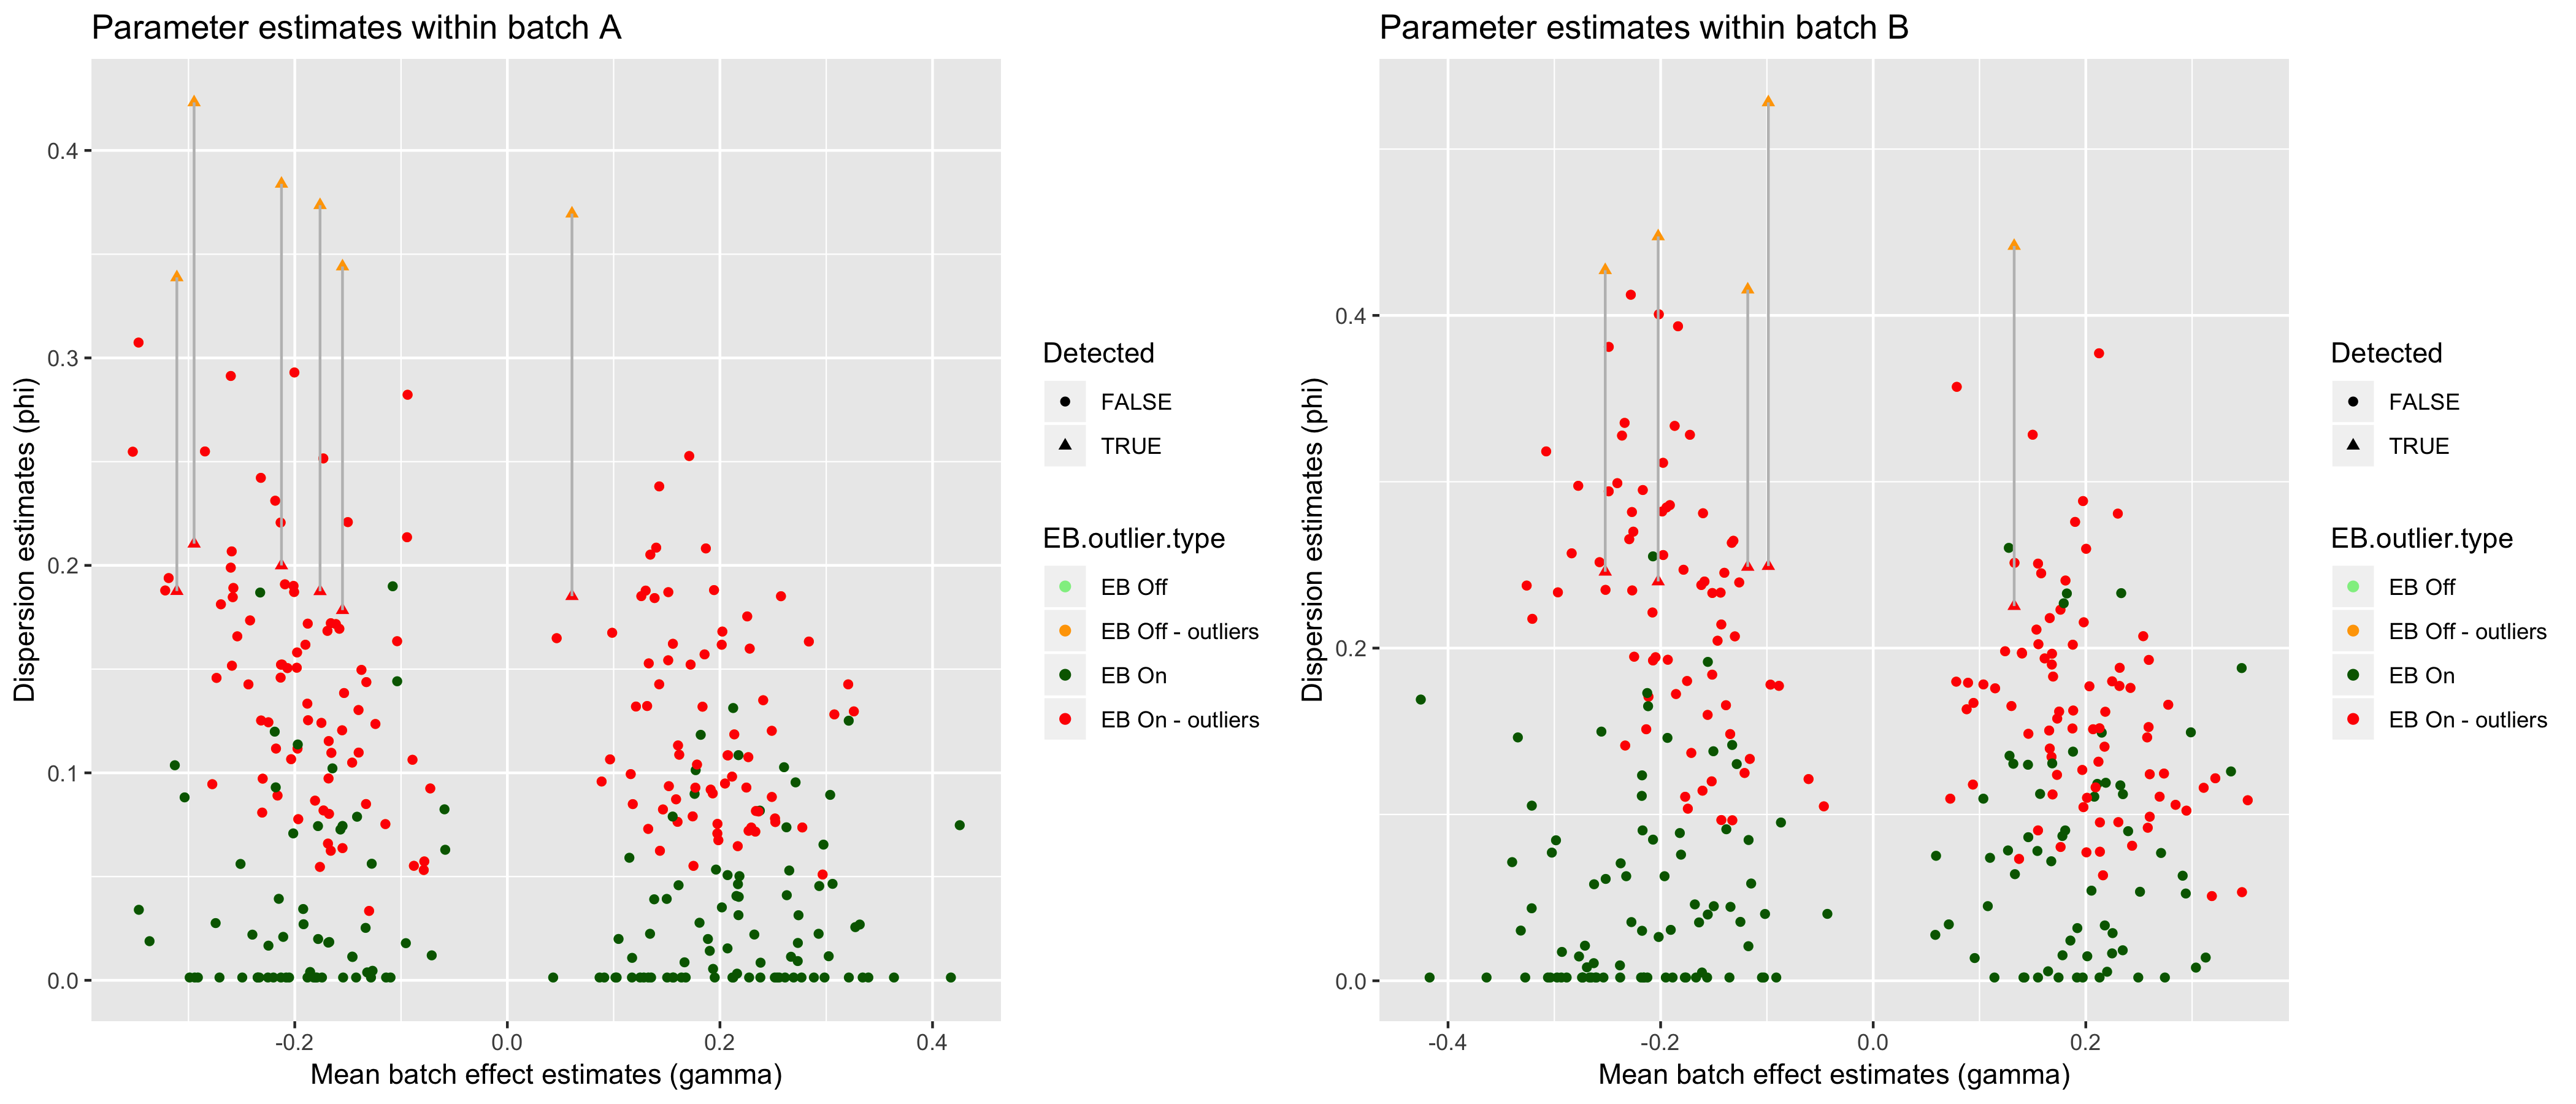 Parameter estimates within batch A
Dispersion estimates (phi)
0.4
0.3
0.2
0.1
0.0
-0.2
0.0
0.2
0.4
Mean batch effect estimates (gamma)
Detected
FALSE
TRUE
EB.outlier.type
EB Off
EB Off - outliers
EB On
EB On - outliers
Parameter estimates within batch B
Dispersion estimates (phi)
0.4
0.2
0.0
-0.4
-0.2
0.0
0.2
Mean batch effect estimates (gamma)
Detected
FALSE
TRUE
EB.outlier.type
EB Off
EB Off - outliers
EB On
EB On - outliers